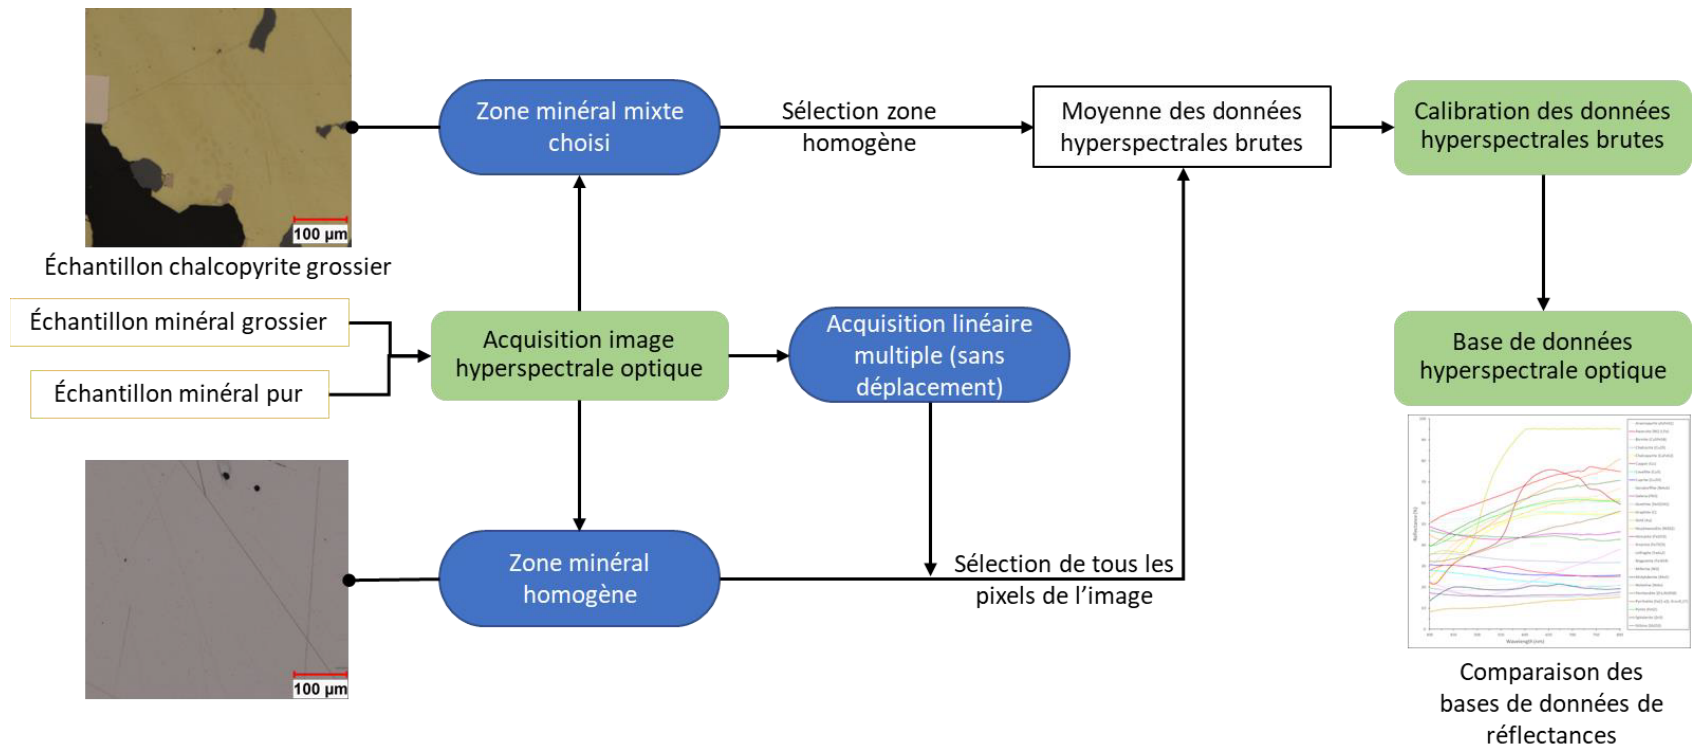 100 µm
Échantillon chalcopyrite grossier
Zone minéral mixte
choisi
Sélection zone
homogène
Moyenne des données
hyperspectrales brutes
Calibration des données
hyperspectrales brutes
Échantillon minéral grossier
Échantillon minéral pur
Acquisition image
hyperspectrale optique
Acquisition linéaire
multiple (sans
déplacement)
Base de données
hyperspectrale optique
100 µm
Zone minéral
homogène
Sélection de tous les
pixels de l'image
Reflectance (%)
Wavelength (nm)
Comparaison des
bases de données de
réflectances